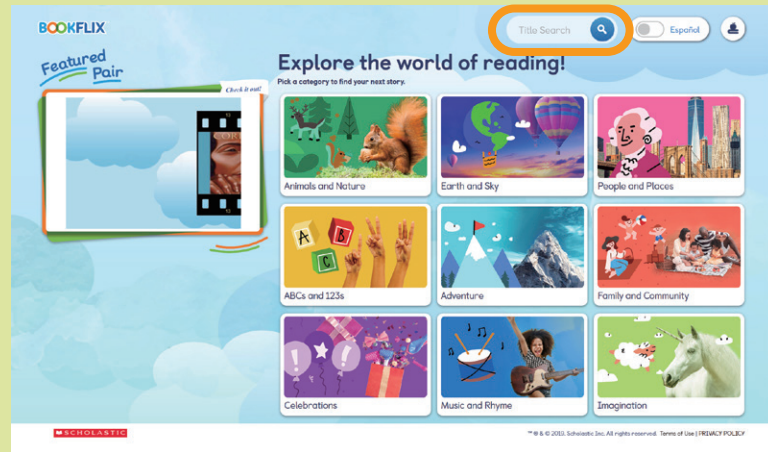 BOOKFLIX
Title Search
Español
Featured
Pair
Check it out!
Explore the world of reading!
Pick a category to find your next story.
Animals and Nature
Earth and Sky
People and Places
A B
C
ABCs and 123s
Adventure
Family and Community
Celebrations
Music and Rhyme
Imagination
SCHOLASTIC
™ ® & © 2019. Scholastic Inc. All rights reserved. Terms of Use | PRIVACY POLICY